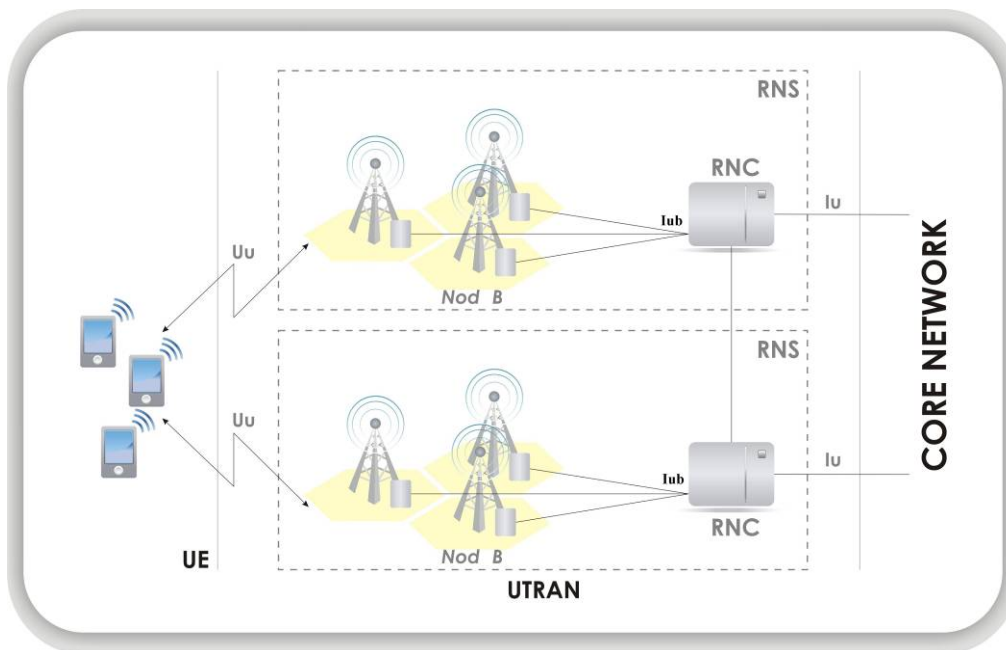 RNS
RNC
Iub
Iu
Uu
Nod B
CORE NETWORK
RNS
Uu
Iub
Iu
RNC
Nod B
UE
UTRAN